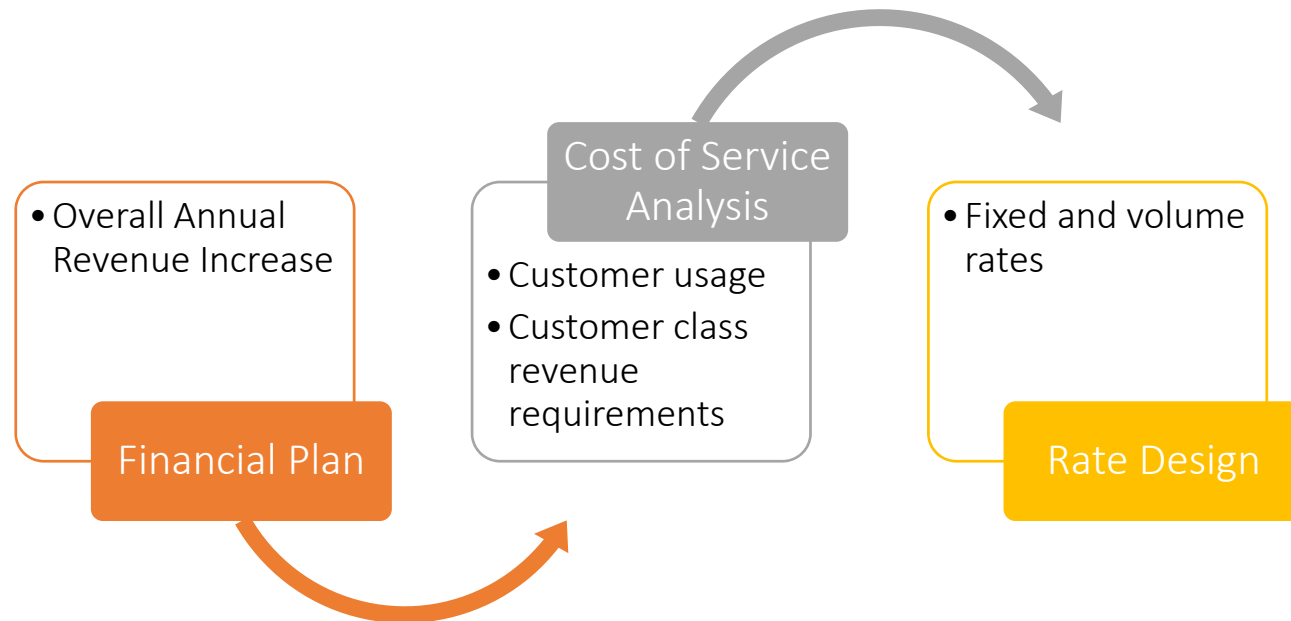 • Overall Annual
Revenue Increase
Financial Plan
Cost of Service
Analysis
• Customer usage
• Customer class
revenue
requirements
• Fixed and volume
rates
Rate Design